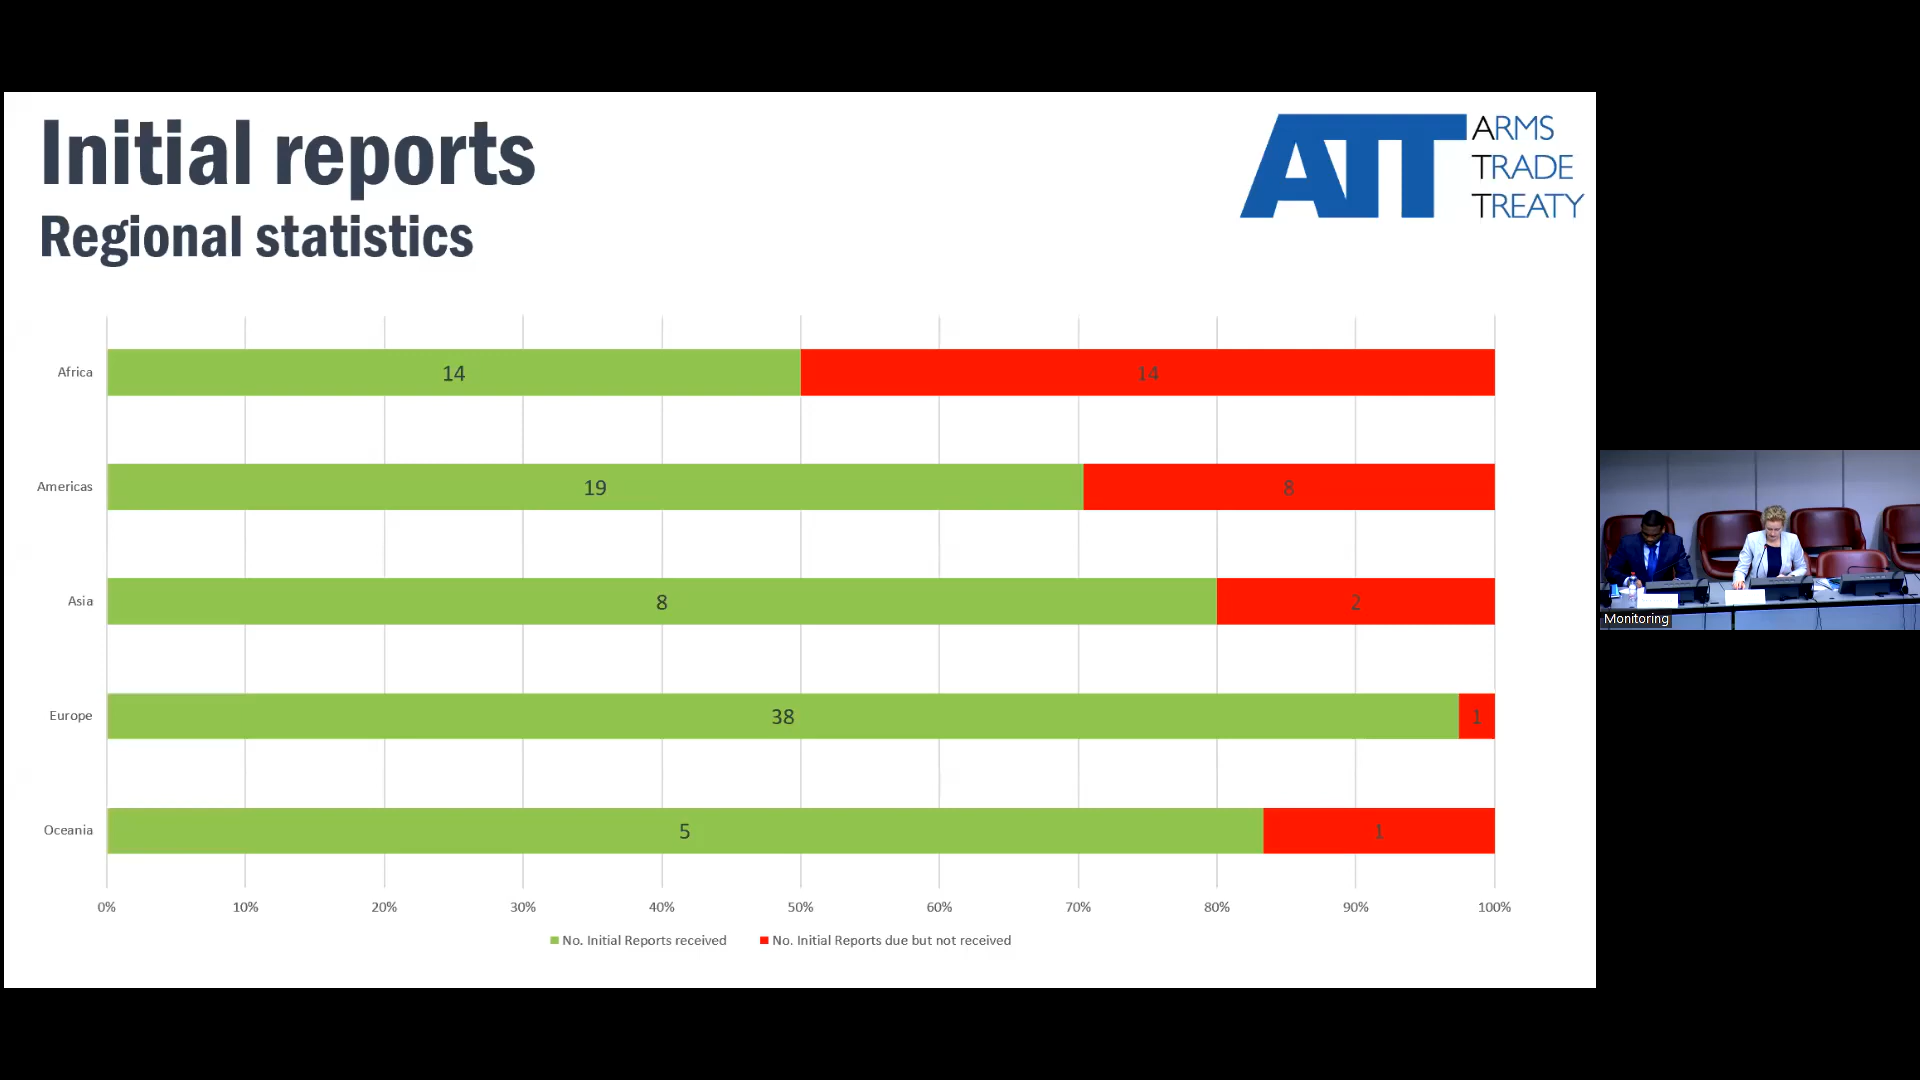 Initial reports
Regional statistics
ATT
ARMS
TRADE
TREATY
Africa
14
14
Americas
19
8
Asia
8
2
Europe
38
1
Oceania
5
1
0%
10%
20%
30%
40%
50%
60%
70%
80%
90%
100%
No. Initial Reports received
No. Initial Reports due but not received
Monitoring